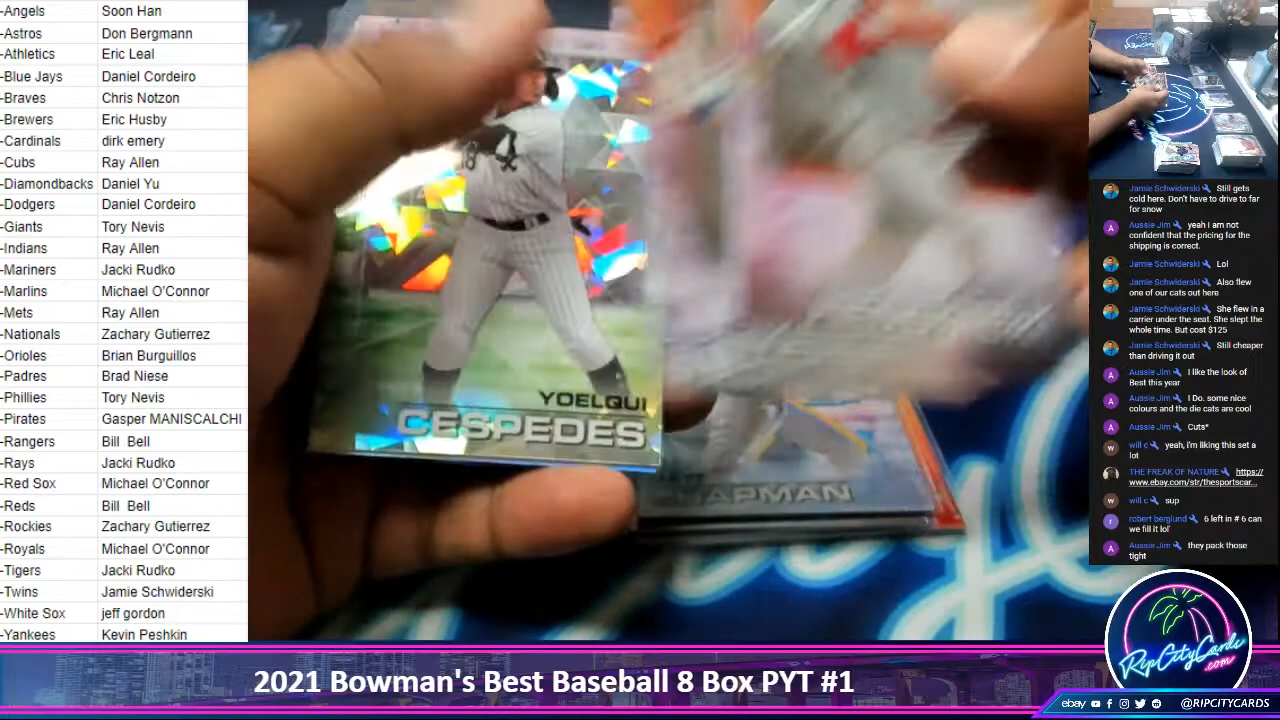 -Angels Soon Han
-Astros Don Bergmann
-Athletics Eric Leal
-Blue Jays Daniel Cordeiro
-Braves Chris Notzon
-Brewers Eric Husby
-Cardinals dirk emery
-Cubs Ray Allen
-Diamondbacks Daniel Yu
-Dodgers Daniel Cordeiro
-Giants Tory Nevis
-Indians Ray Allen
-Mariners Jacki Rudko
-Marlins Michael O'Connor
-Mets Ray Allen
-Nationals Zachary Gutierrez
-Orioles Brian Burguillos
-Padres Brad Niese
-Phillies Tory Nevis
-Pirates Gasper MANISCALCHI
-Rangers Bill Bell
-Rays Jacki Rudko
-Red Sox Michael O'Connor
-Reds Bill Bell
-Rockies Zachary Gutierrez
-Royals Michael O'Connor
-Tigers Jacki Rudko
-Twins Jamie Schwiderski
-White Sox jeff gordon
-Yankees Kevin Peshkin
YOELQUI
CESPEDES
CHAPMAN
Jamie Schwiderski Still gets
cold here. Don't have to drive to far
for snow
Aussie Jim yeah I am not
confident that the pricing for the
shipping is correct.
Jamie Schwiderski Lol
Jamie Schwiderski Also flew
one of our cats out here
Jamie Schwiderski She flew in a
carrier under the seat. She slept the
whole time. But cost $125
Jamie Schwiderski Still cheaper
than driving it out
Aussie Jim I like the look of
Best this year
Aussie Jim I Do. some nice
colours and the die cats are cool
Aussie Jim Cuts*
will c yeah, i'm liking this set a
lot
THE FREAK OF NATURE https://
www.ebay.com/str/thesportscar...
will c sup
robert berglund 6 left in # 6 can
we fill it lol
Aussie Jim they pack those
tight
RipCityCards
.com
2021 Bowman's Best Baseball 8 Box PYT #1
ebay @RIPCITYCARDS